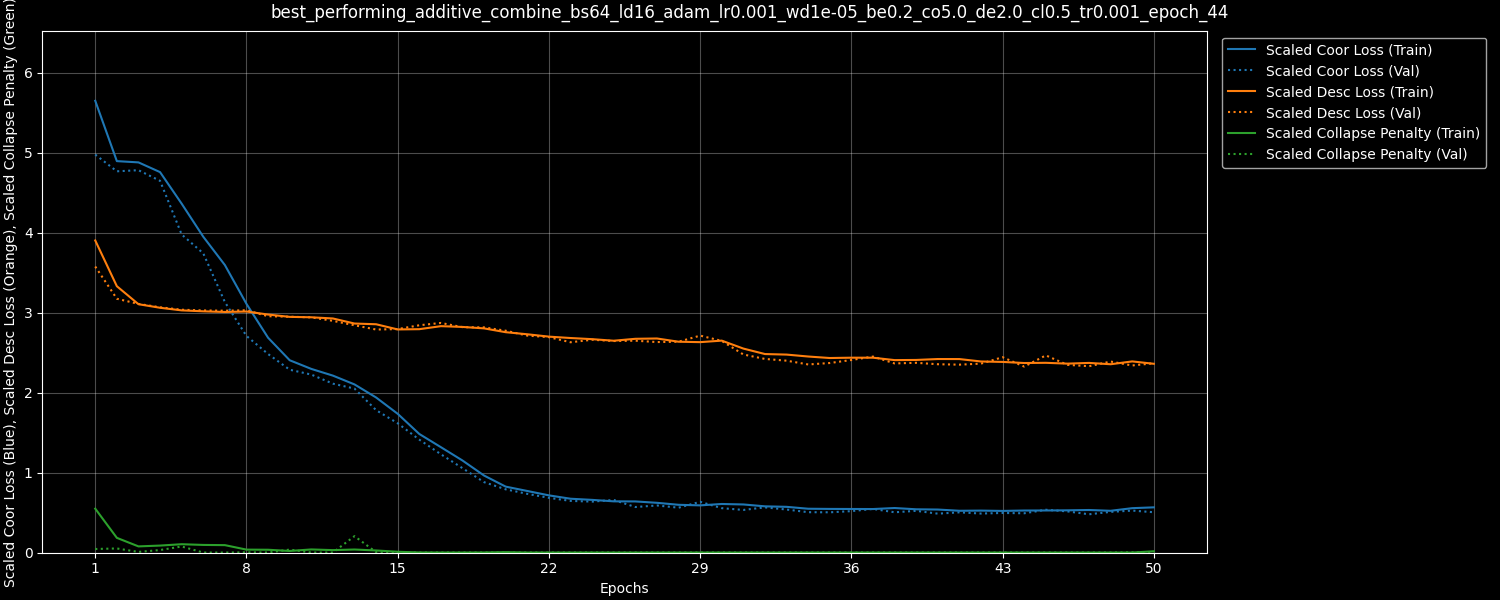 best_performing_additive_combine_bs64_ld16_adam_lr0.001_wd1e-05_be0.2_co5.0_de2.0_cl0.5_tr0.001_epoch_44
Scaled Coor Loss (Blue), Scaled Desc Loss (Orange), Scaled Collapse Penalty (Green)
6
5
4
3
2
1
0
1 8 15 22 29 36 43 50
Epochs
Scaled Coor Loss (Train)
Scaled Coor Loss (Val)
Scaled Desc Loss (Train)
Scaled Desc Loss (Val)
Scaled Collapse Penalty (Train)
Scaled Collapse Penalty (Val)